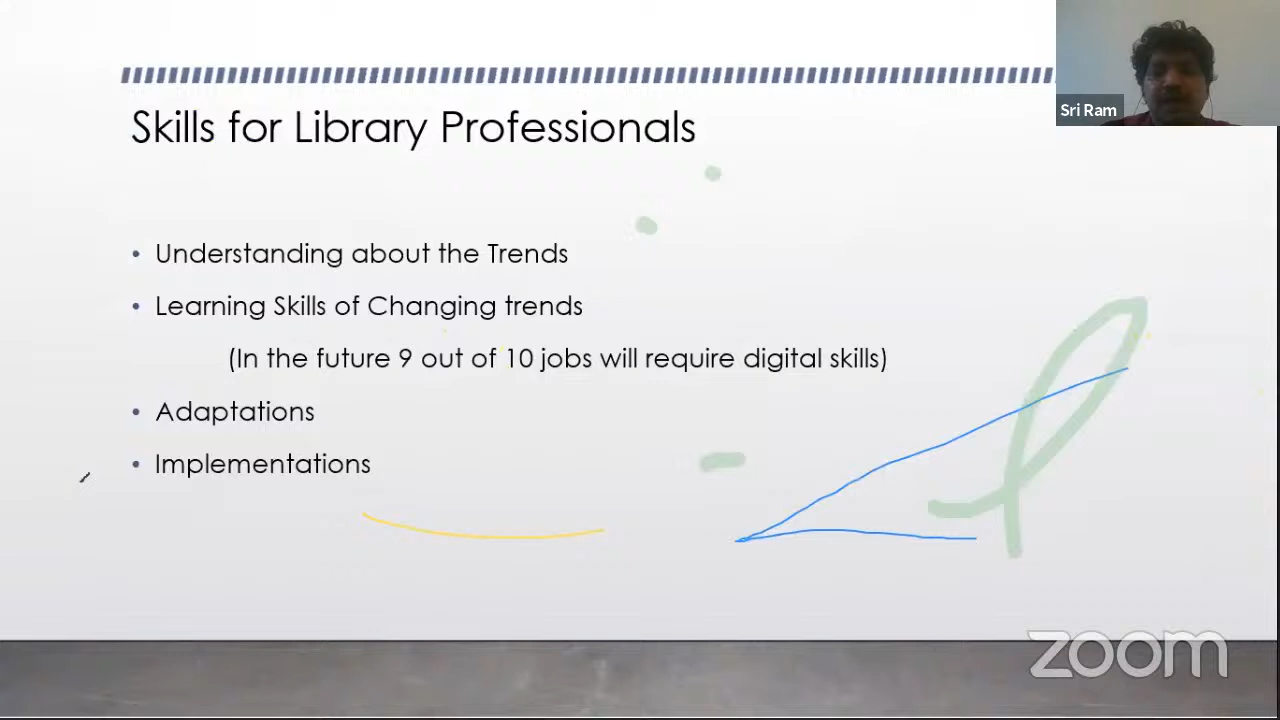 Sri Ram
Skills for Library Professionals
• Understanding about the Trends
• Learning Skills of Changing trends
(In the future 9 out of 10 jobs will require digital skills)
• Adaptations
• Implementations
zoom